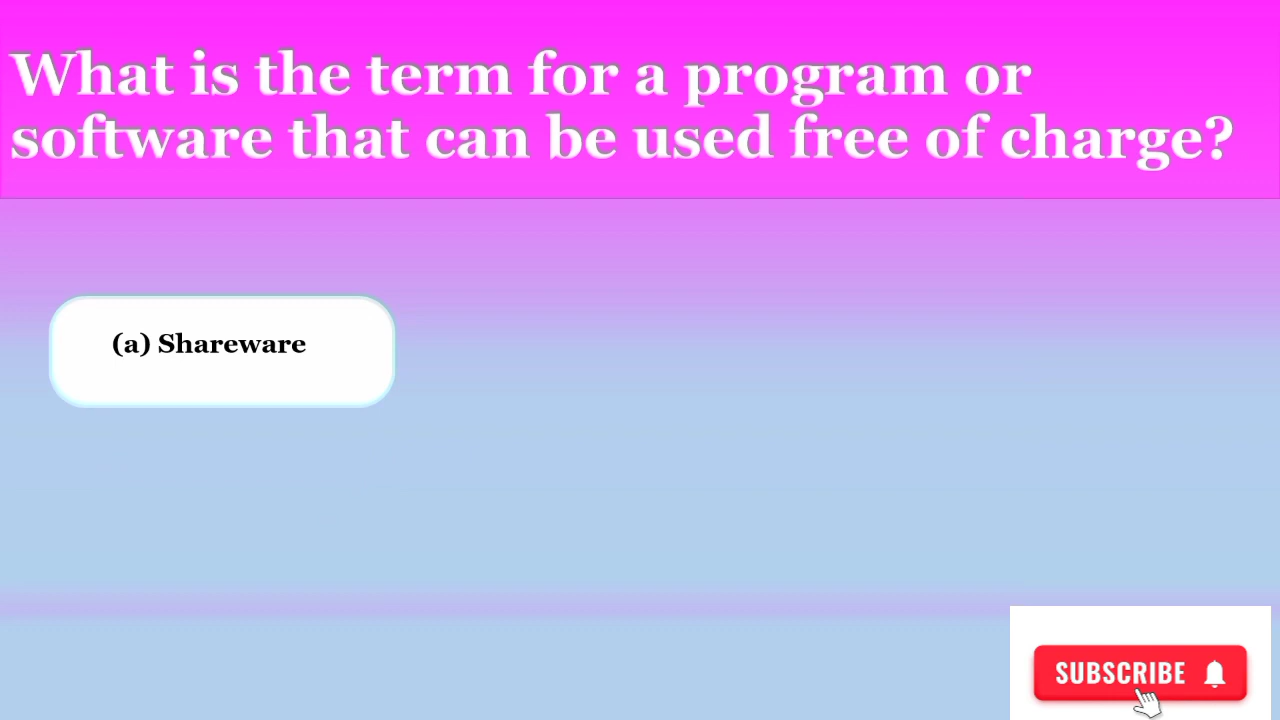 What is the term for a program or
software that can be used free of charge?
(a) Shareware
SUBSCRIBE